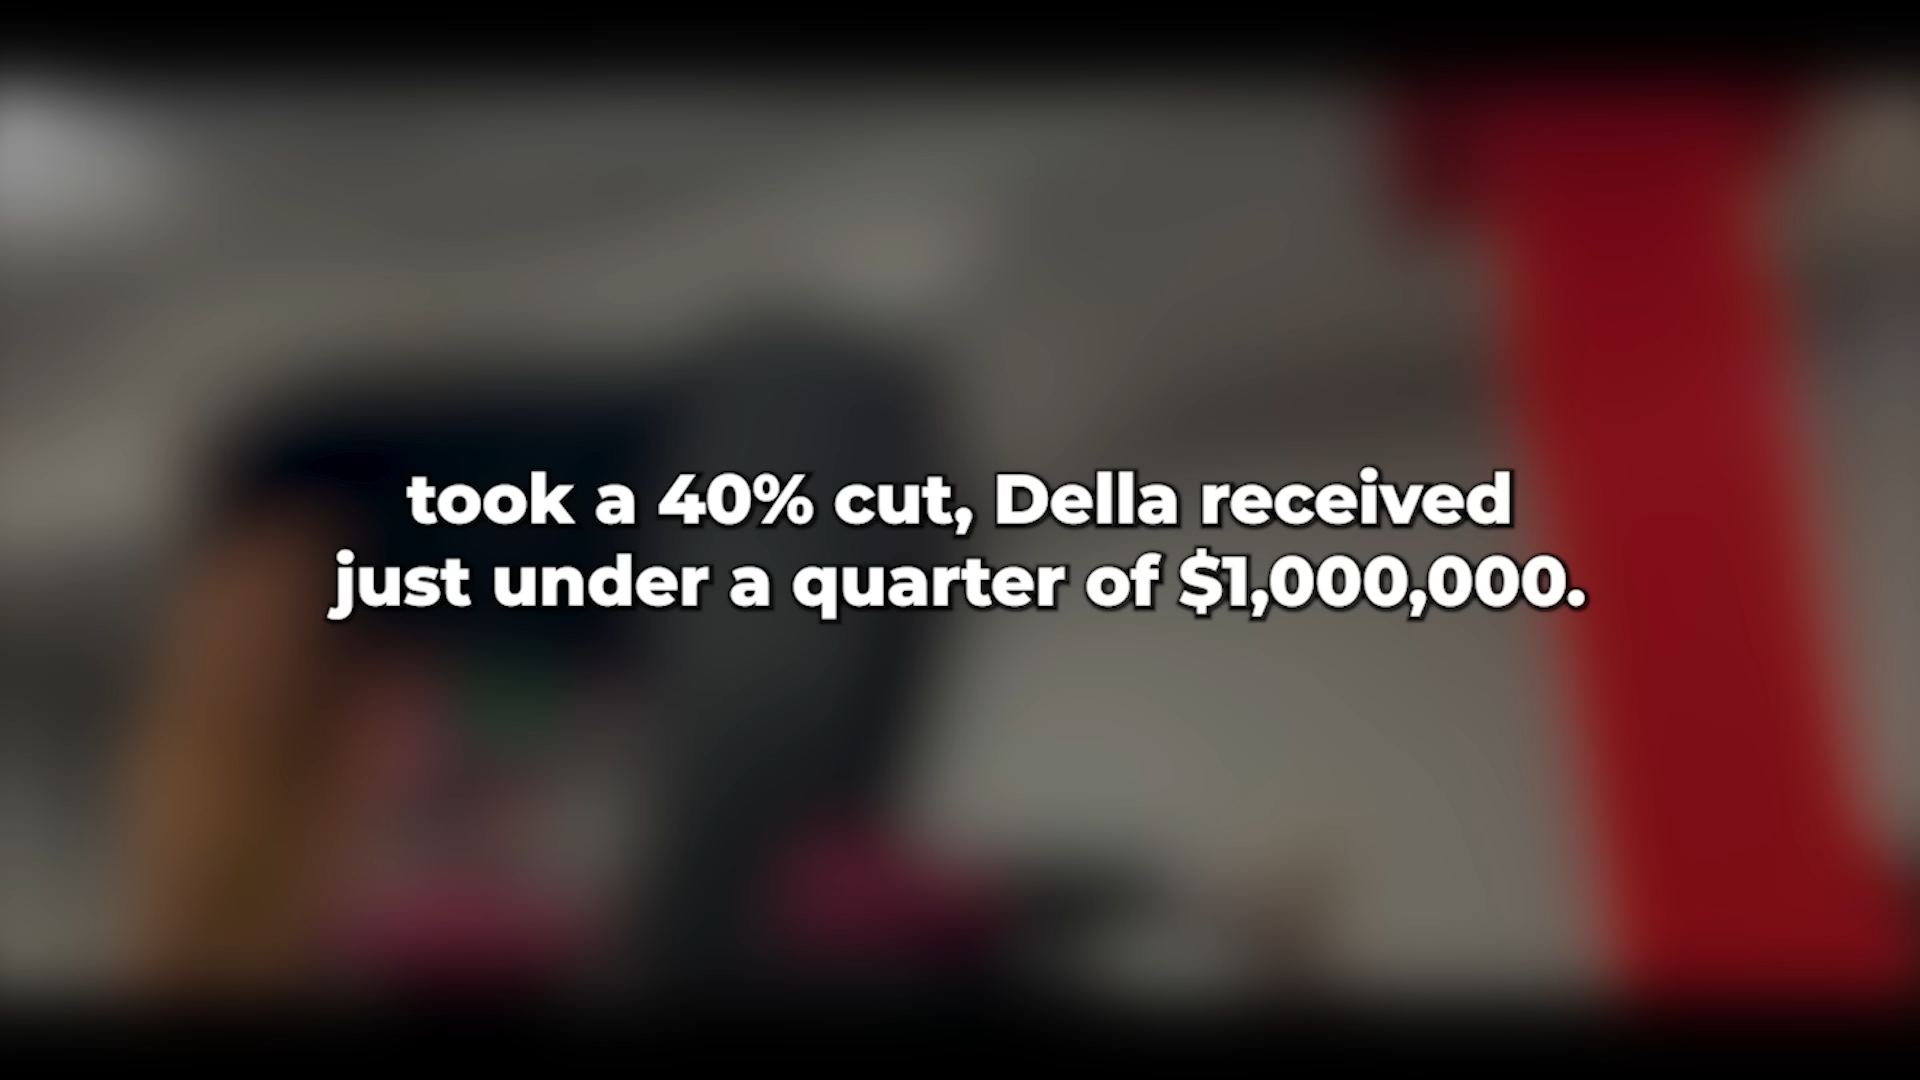 took a 40% cut, Della received
just under a quarter of $1,000,000.